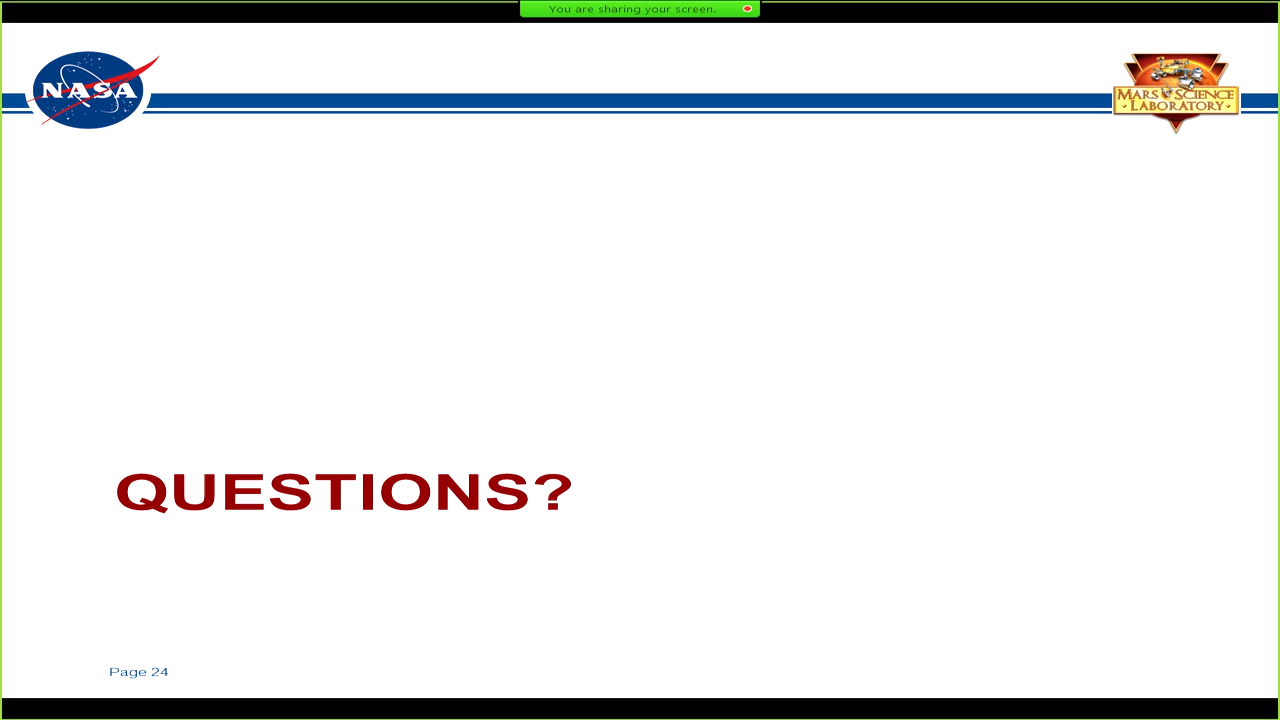 You are sharing your screen.
NASA
MARS SCIENCE
LABORATORY
QUESTIONS?
Page 24